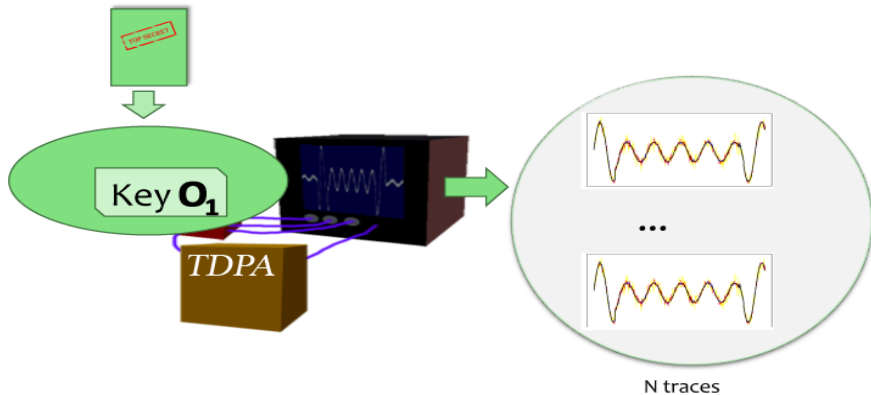 TOP SECRET
Key O₁
TDPA
...
N traces